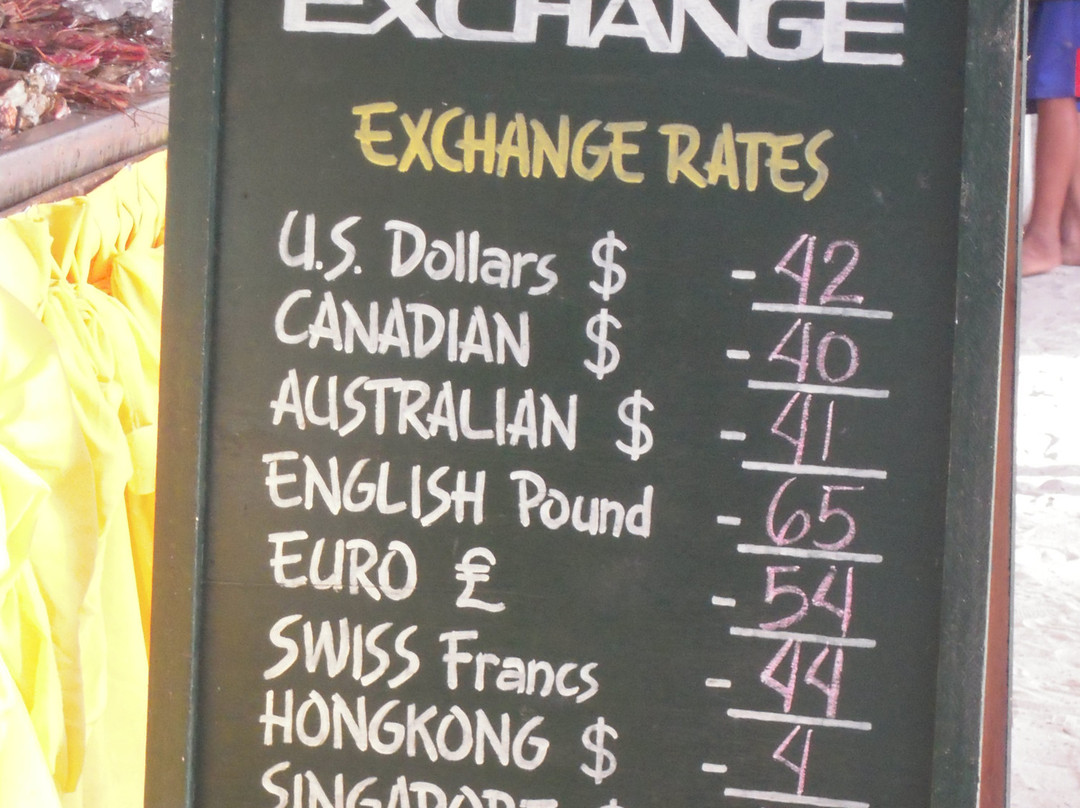 EXCHANGE
EXCHANGE RATES
U.S. Dollars $ - 42
CANADIAN $ - 40
AUSTRALIAN $ - 41
ENGLISH Pound - 65
EURO £ - 54
SWISS Francs - 44
HONGKONG $ - 4
SINGAPORE $